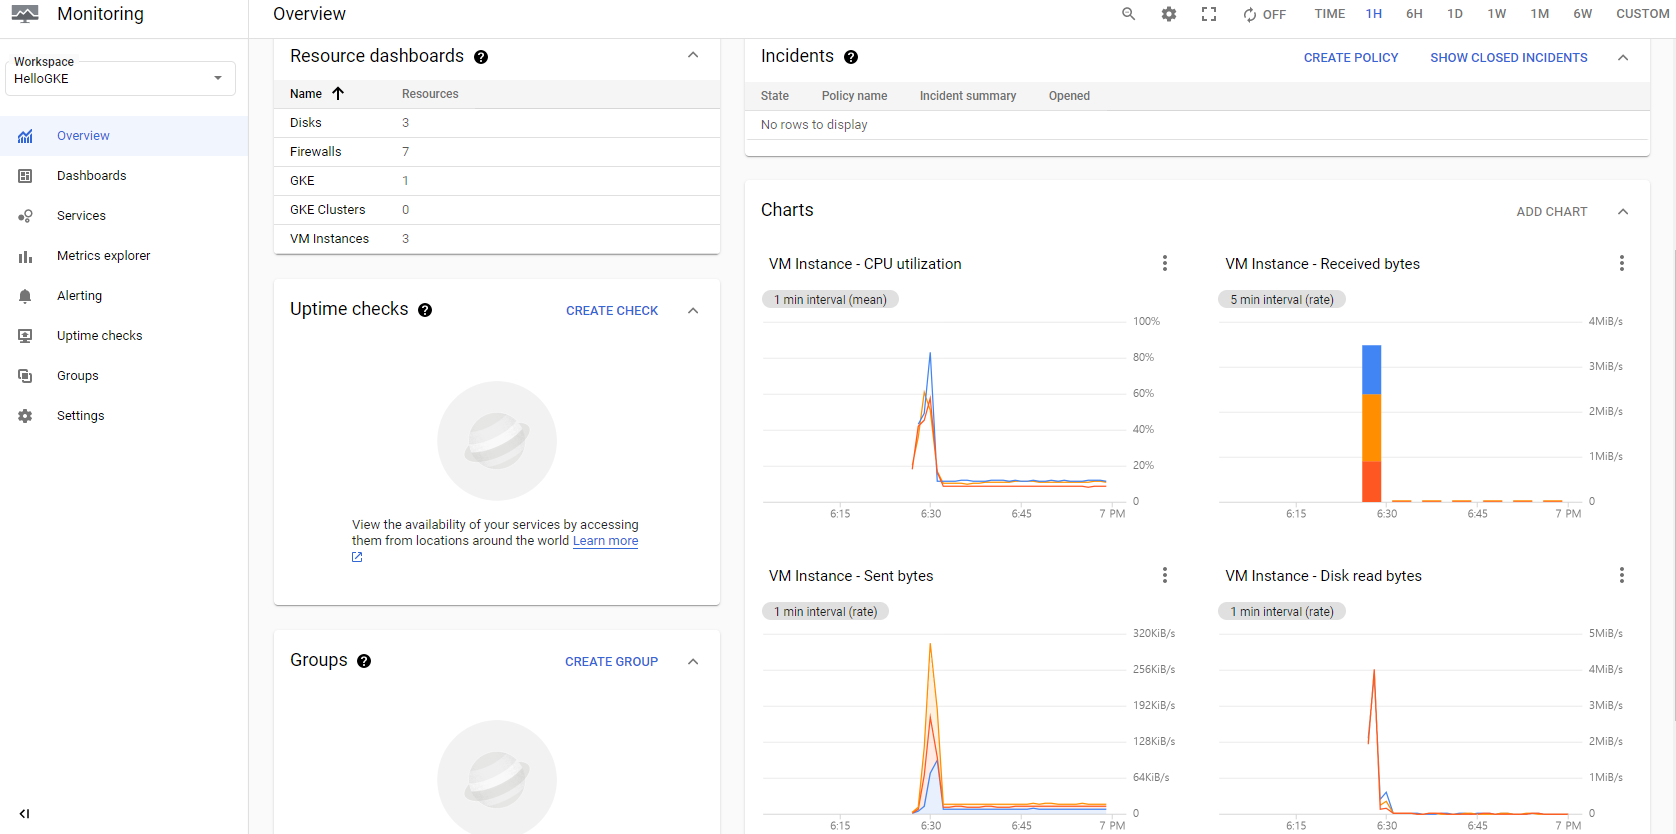 Monitoring
Overview
OFF
TIME 1H 6H 1D 1W 1M 6W CUSTOM
Workspace
HelloGKE
Overview
Dashboards
Services
Metrics explorer
Alerting
Uptime checks
Groups
Settings
Resource dashboards
Name Resources
Disks 3
Firewalls 7
GKE 1
GKE Clusters 0
VM Instances 3
Uptime checks CREATE CHECK
View the availability of your services by accessing
them from locations around the world Learn more
Groups CREATE GROUP
Incidents CREATE POLICY SHOW CLOSED INCIDENTS
State Policy name Incident summary Opened
No rows to display
Charts ADD CHART
VM Instance - CPU utilization
1 min interval (mean)
100%
80%
60%
40%
20%
0
6:15 6:30 6:45 7 PM
VM Instance - Received bytes
5 min interval (rate)
4MiB/s
3MiB/s
2MiB/s
1MiB/s
0
6:15 6:30 6:45 7 PM
VM Instance - Sent bytes
1 min interval (rate)
320KiB/s
256KiB/s
192KiB/s
128KiB/s
64KiB/s
0
6:15 6:30 6:45 7 PM
VM Instance - Disk read bytes
1 min interval (rate)
5MiB/s
4MiB/s
3MiB/s
2MiB/s
1MiB/s
0
6:15 6:30 6:45 7 PM